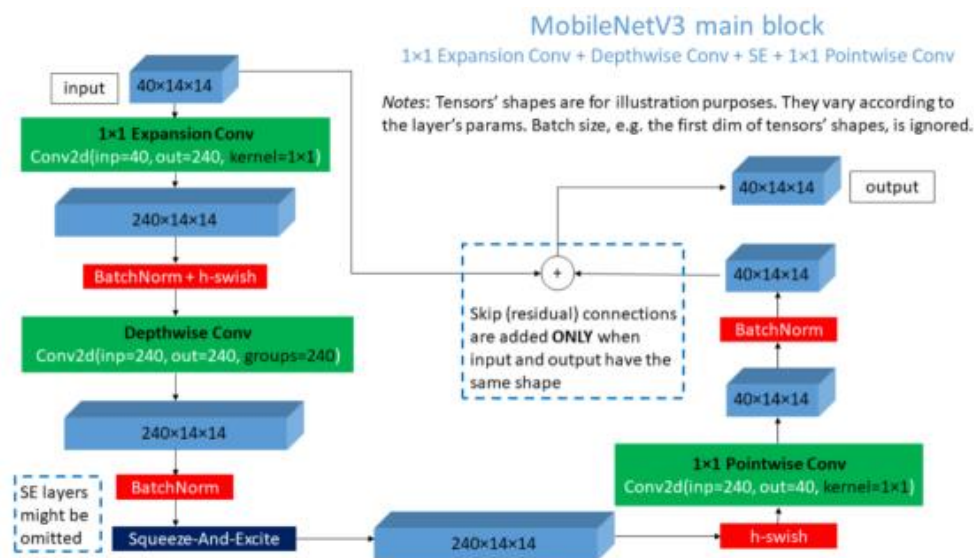 MobileNetV3 main block
1×1 Expansion Conv + Depthwise Conv + SE + 1×1 Pointwise Conv
Notes: Tensors' shapes are for illustration purposes. They vary according to
the layer's params. Batch size, e.g. the first dim of tensors' shapes, is ignored.
input
40×14×14
1×1 Expansion Conv
Conv2d(inp=40, out=240, kernel=1×1)
240×14×14
BatchNorm + h-swish
Depthwise Conv
Conv2d(inp=240, out=240, groups=240)
240×14×14
BatchNorm
SE layers
might be
omitted
Squeeze-And-Excite
240×14×14
h-swish
1×1 Pointwise Conv
Conv2d(inp=240, out=40, kernel=1×1)
40×14×14
BatchNorm
40×14×14
+
Skip (residual) connections
are added ONLY when
input and output have the
same shape
40×14×14
output